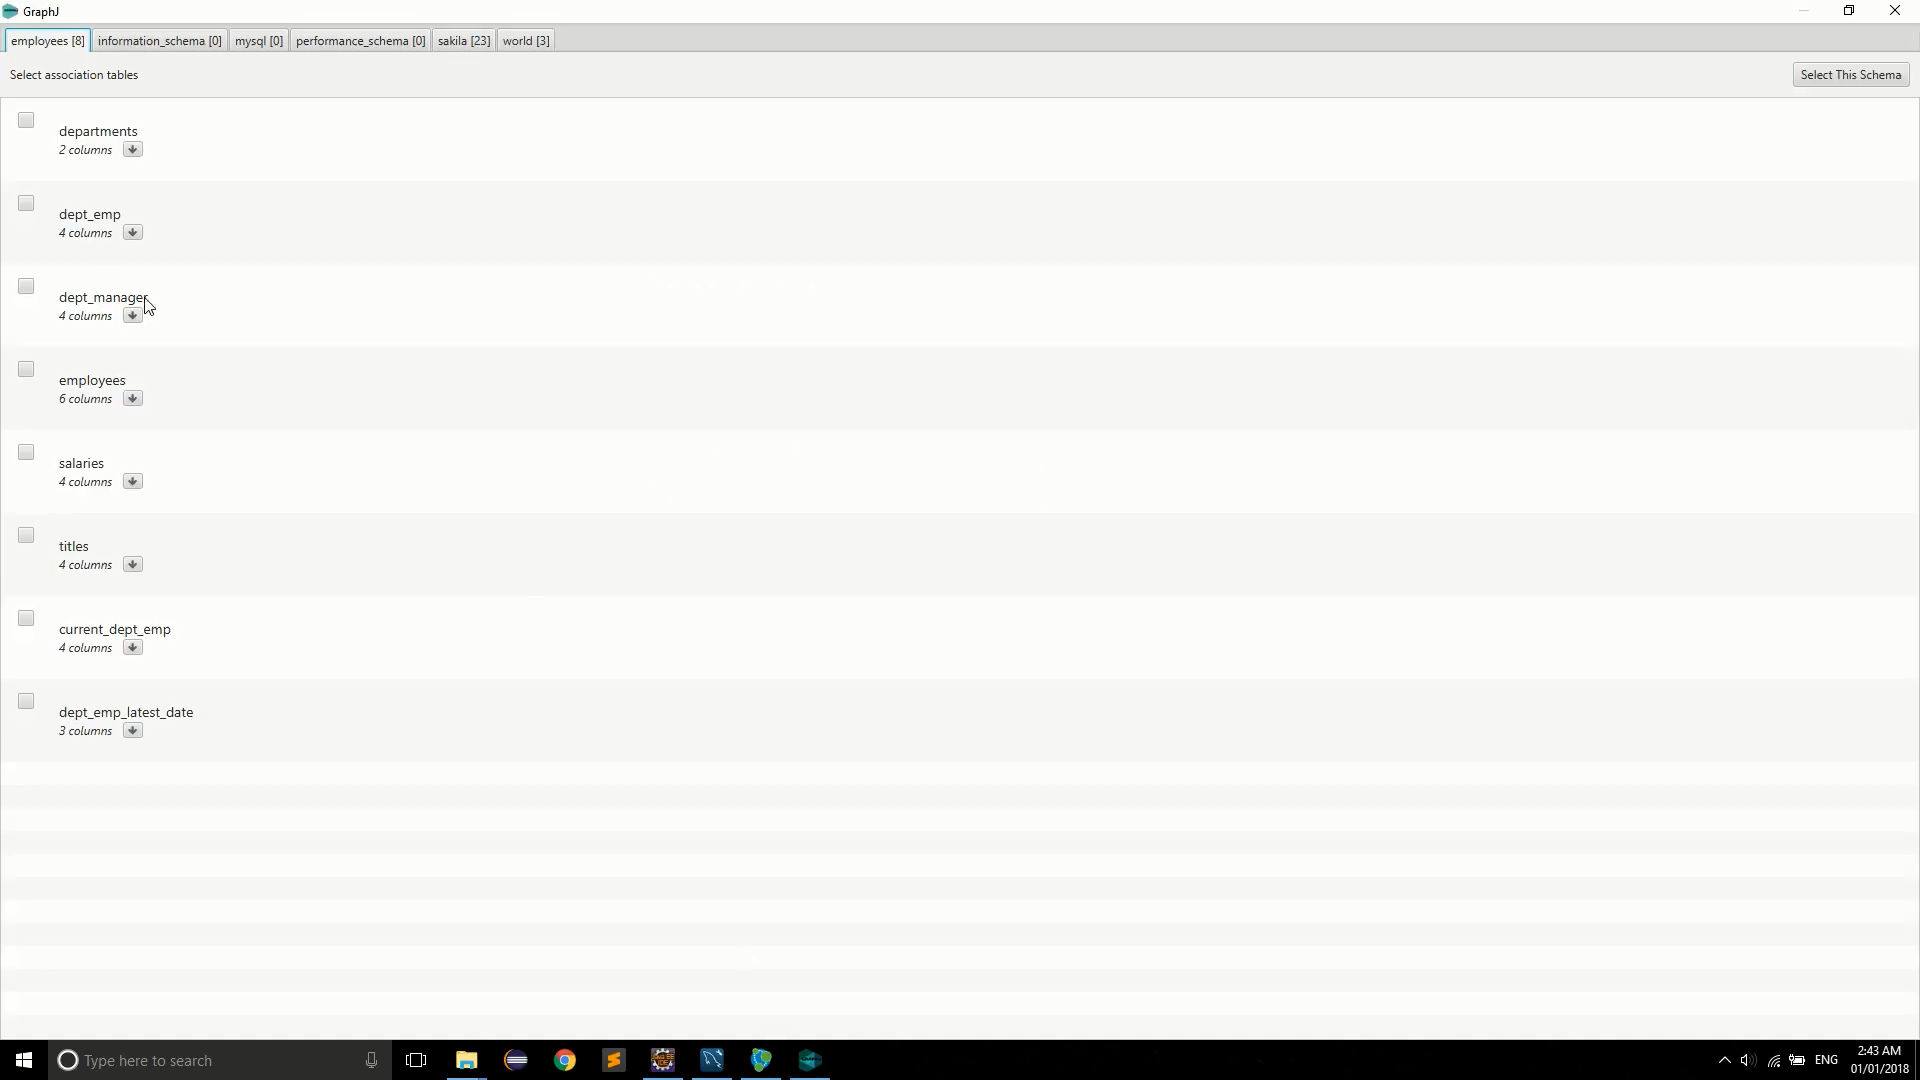 GraphJ
employees [8] information_schema [0] mysql [0] performance_schema [0] sakila [23] world [3]
Select association tables
Select This Schema
departments
2 columns
dept_emp
4 columns
dept_manager
4 columns
employees
6 columns
salaries
4 columns
titles
4 columns
current_dept_emp
4 columns
dept_emp_latest_date
3 columns
Type here to search
ENG
2:43 AM
01/01/2018